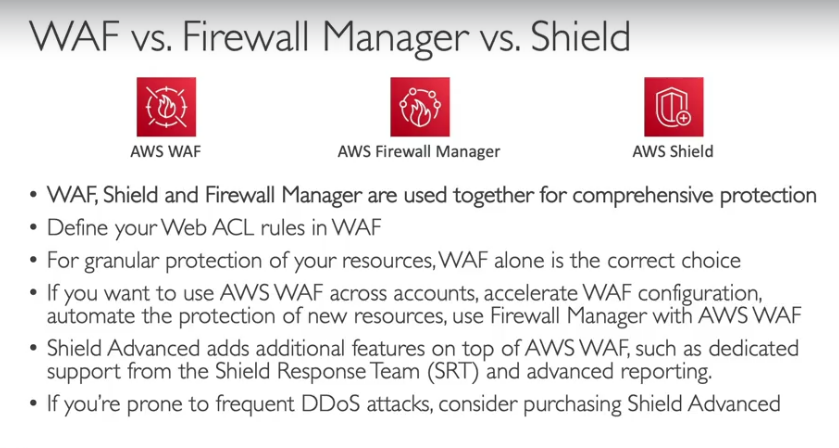 WAF vs. Firewall Manager vs. Shield
AWS WAF
AWS Firewall Manager
AWS Shield
• WAF, Shield and Firewall Manager are used together for comprehensive protection
• Define your Web ACL rules in WAF
• For granular protection of your resources, WAF alone is the correct choice
• If you want to use AWS WAF across accounts, accelerate WAF configuration,
automate the protection of new resources, use Firewall Manager with AWS WAF
• Shield Advanced adds additional features on top of AWS WAF, such as dedicated
support from the Shield Response Team (SRT) and advanced reporting.
• If you're prone to frequent DDoS attacks, consider purchasing Shield Advanced